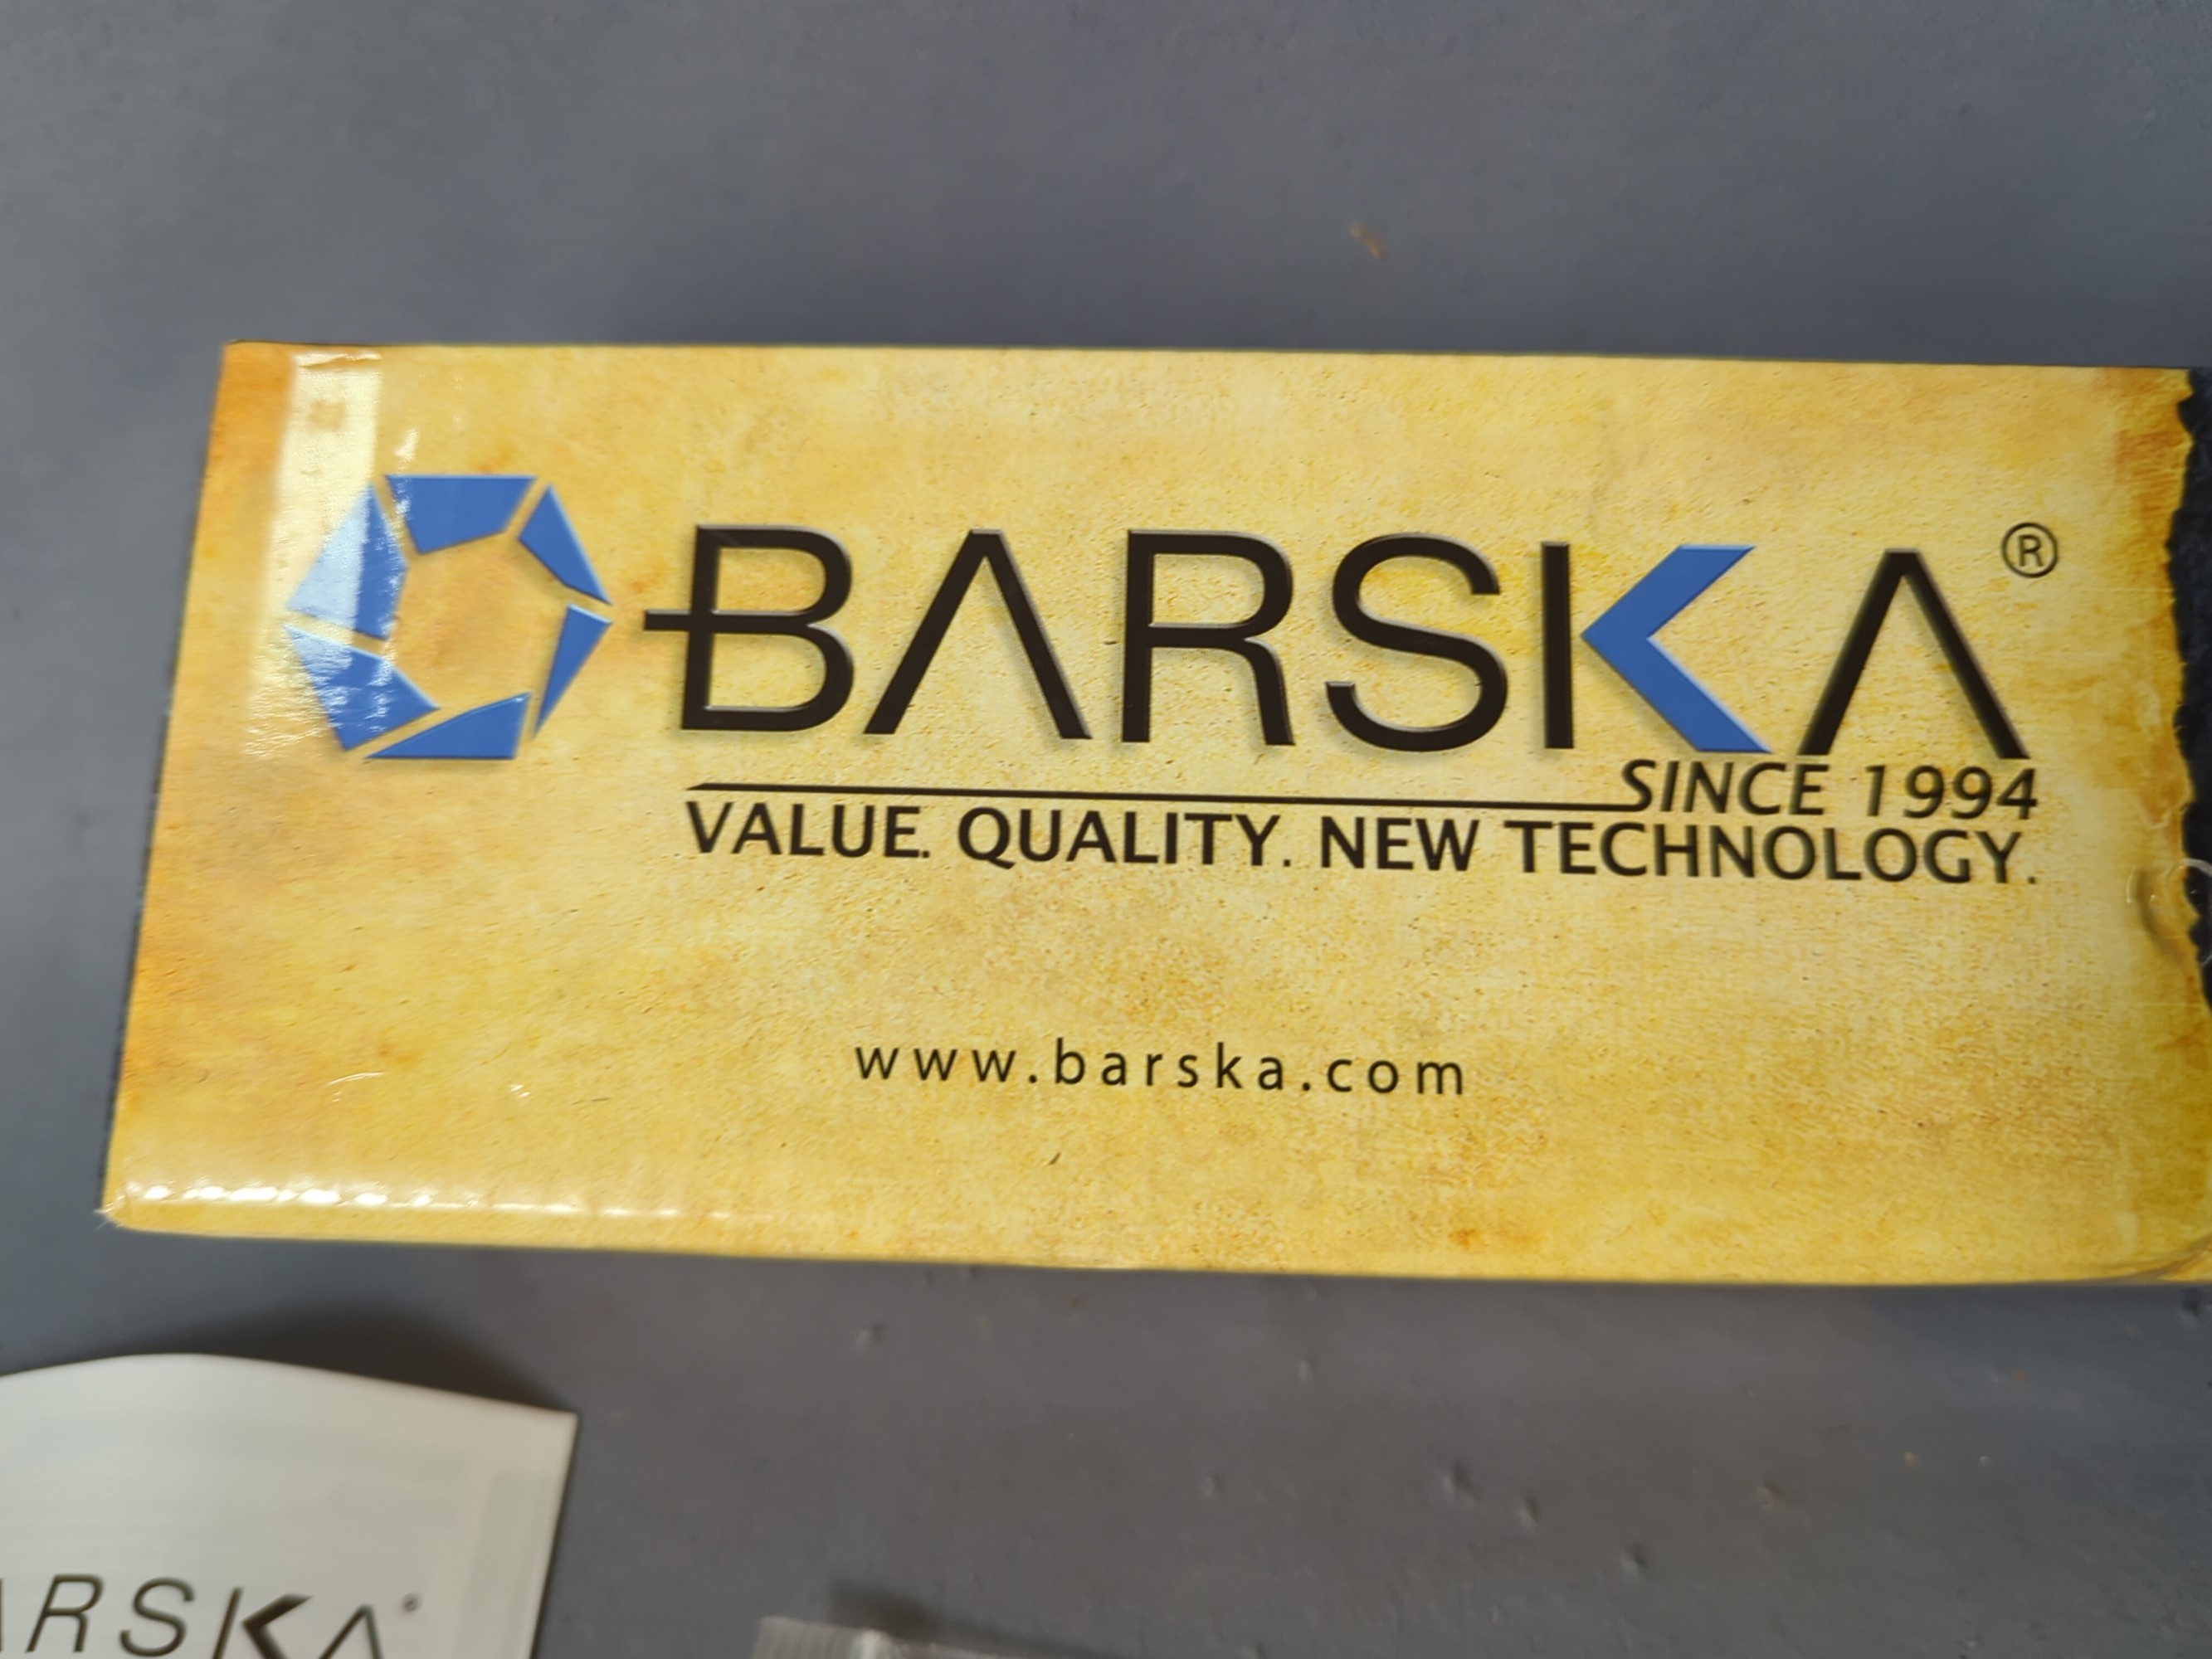 BARSKA®
SINCE 1994
VALUE. QUALITY. NEW TECHNOLOGY.
www.barska.com
ARSKA